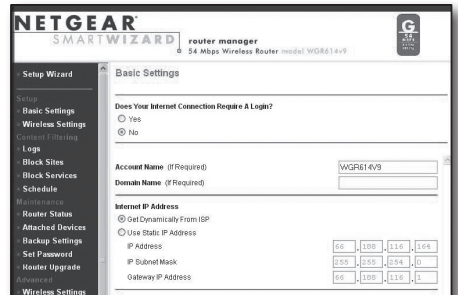 NETGEAR
SMARTWIZARD
router manager
54 Mbps Wireless Router model WGR614v9
G
54
Setup Wizard
Setup
Basic Settings
Wireless Settings
Content Filtering
Logs
Block Sites
Block Services
Schedule
Maintenance
Router Status
Attached Devices
Backup Settings
Set Password
Router Upgrade
Advanced
Wireless Settings
Basic Settings
Does Your Internet Connection Require A Login?
Yes
No
Account Name (If Required) WGR614V9
Domain Name (If Required)
Internet IP Address
Get Dynamically From ISP
Use Static IP Address
IP Address 66 . 188 . 116 . 164
IP Subnet Mask 255 . 255 . 254 . 0
Gateway IP Address 66 . 188 . 116 . 1